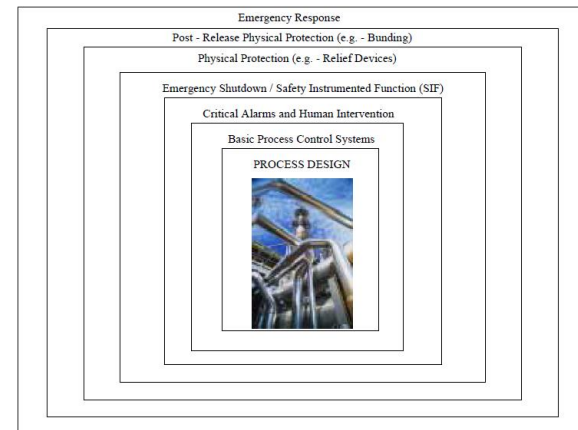 Emergency Response
Post - Release Physical Protection (e.g. - Bunding)
Physical Protection (e.g. - Relief Devices)
Emergency Shutdown / Safety Instrumented Function (SIF)
Critical Alarms and Human Intervention
Basic Process Control Systems
PROCESS DESIGN